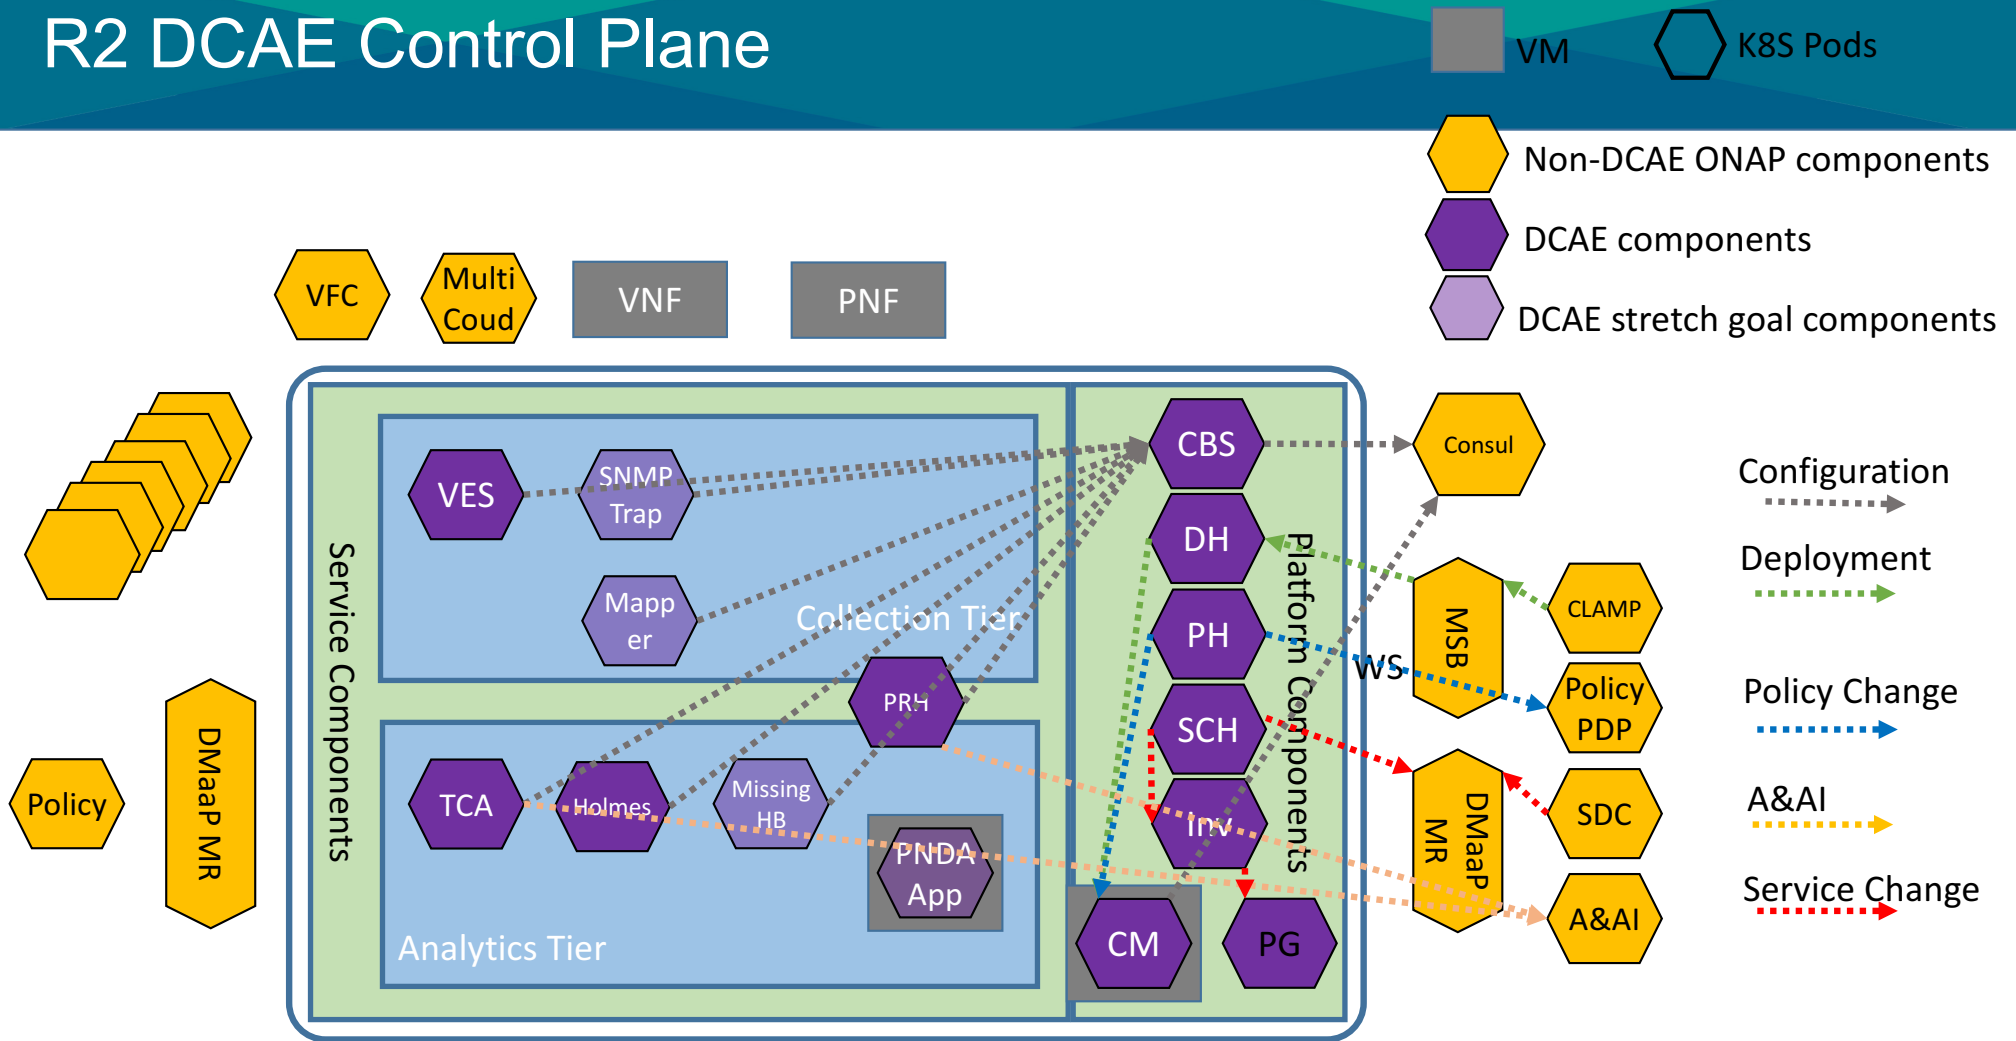 R2 DCAE Control Plane
VM
K8S Pods
Non-DCAE ONAP components
DCAE components
DCAE stretch goal components
VFC
Multi
Coud
VNF
PNF
VES
SNMP
Trap
Mapp
er
Collection Tier
Service Components
PRH
TCA
Holmes
Missing
HB
PNDA
App
Analytics Tier
CBS
DH
PH
SCH
Inv
CM
PG
Platform Components
Policy
DMaaP MR
Consul
WS
MSB
CLAMP
Policy
PDP
DMaaP
MR
SDC
A&AI
Configuration
Deployment
Policy Change
A&AI
Service Change